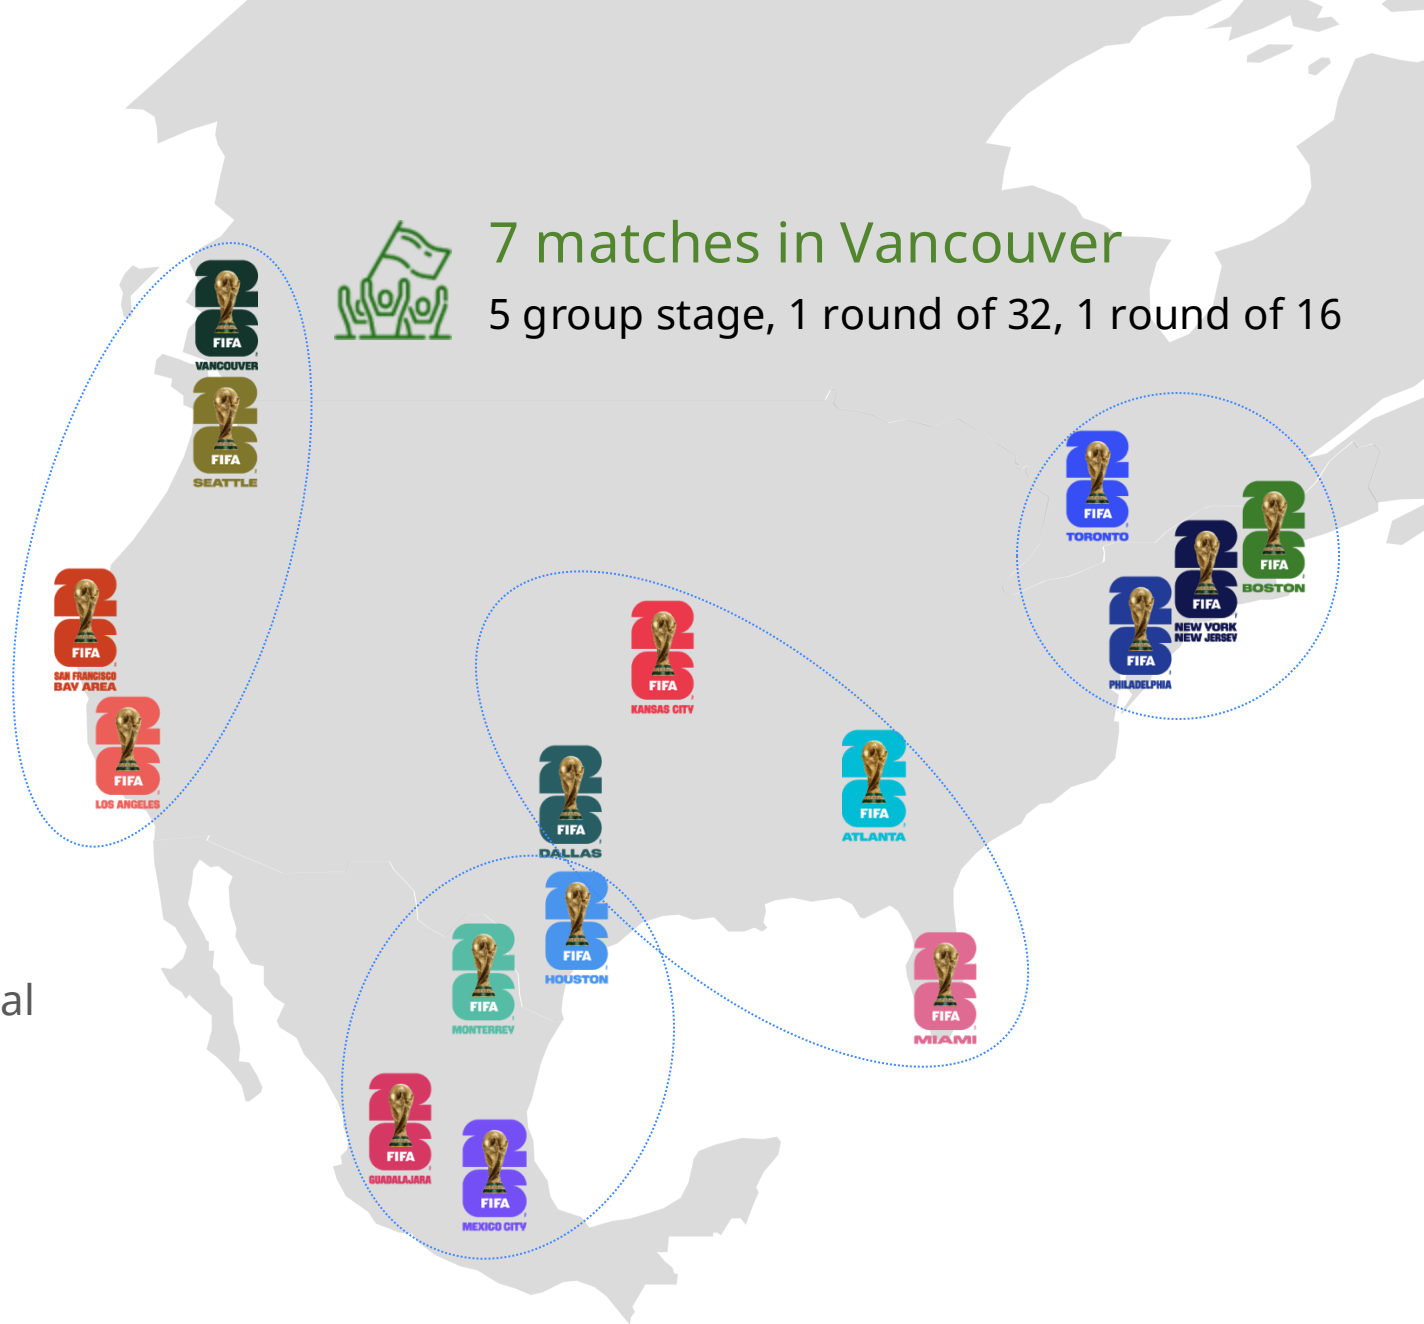 7 matches in Vancouver
5 group stage, 1 round of 32, 1 round of 16
FIFA
VANCOUVER
FIFA
SEATTLE
FIFA
TORONTO
FIFA
BOSTON
FIFA
NEW YORK
NEW JERSEY
FIFA
PHILADELPHIA
FIFA
SAN FRANCISCO
BAY AREA
FIFA
LOS ANGELES
FIFA
KANSAS CITY
FIFA
DALLAS
FIFA
ATLANTA
FIFA
HOUSTON
FIFA
MONTERREY
FIFA
MIAMI
al
FIFA
GUADALAJARA
FIFA
MEXICO CITY